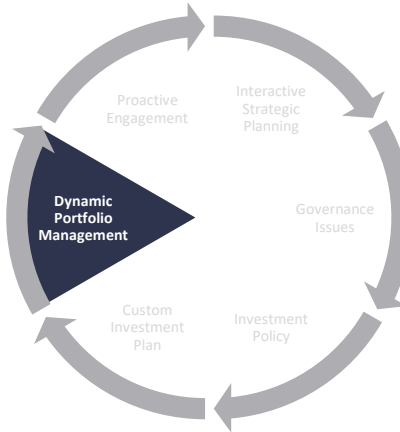 Proactive
Engagement
Interactive
Strategic
Planning
Dynamic
Portfolio
Management
Governance
Issues
Custom
Investment
Plan
Investment
Policy